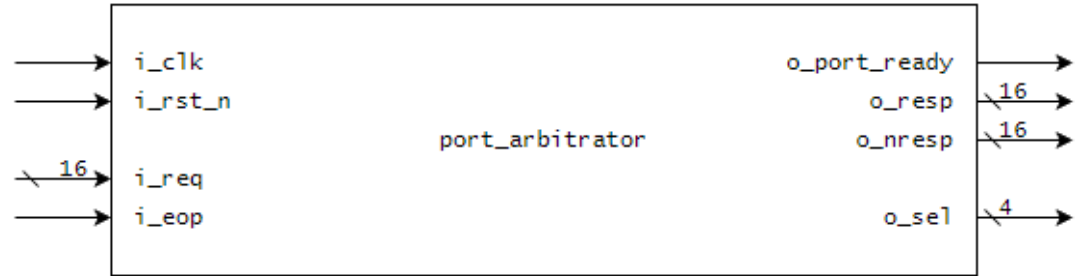 i_clk
o_port_ready
i_rst_n
o_resp
16
port_arbitrator
o_nresp
16
16
i_req
i_eop
o_sel
4